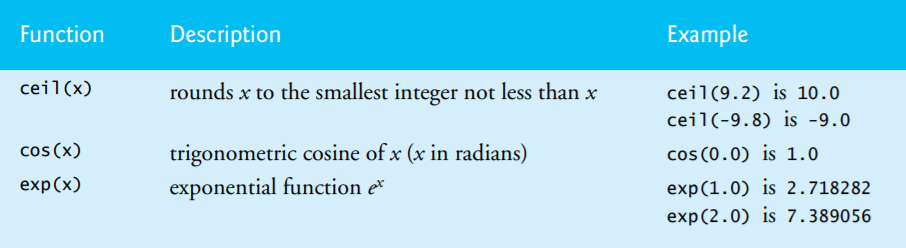 Function Description Example
ceil(x) rounds x to the smallest integer not less than x ceil(9.2) is 10.0
ceil(-9.8) is -9.0
cos(x) trigonometric cosine of x (x in radians) cos(0.0) is 1.0
exp(x) exponential function eˣ exp(1.0) is 2.718282
exp(2.0) is 7.389056